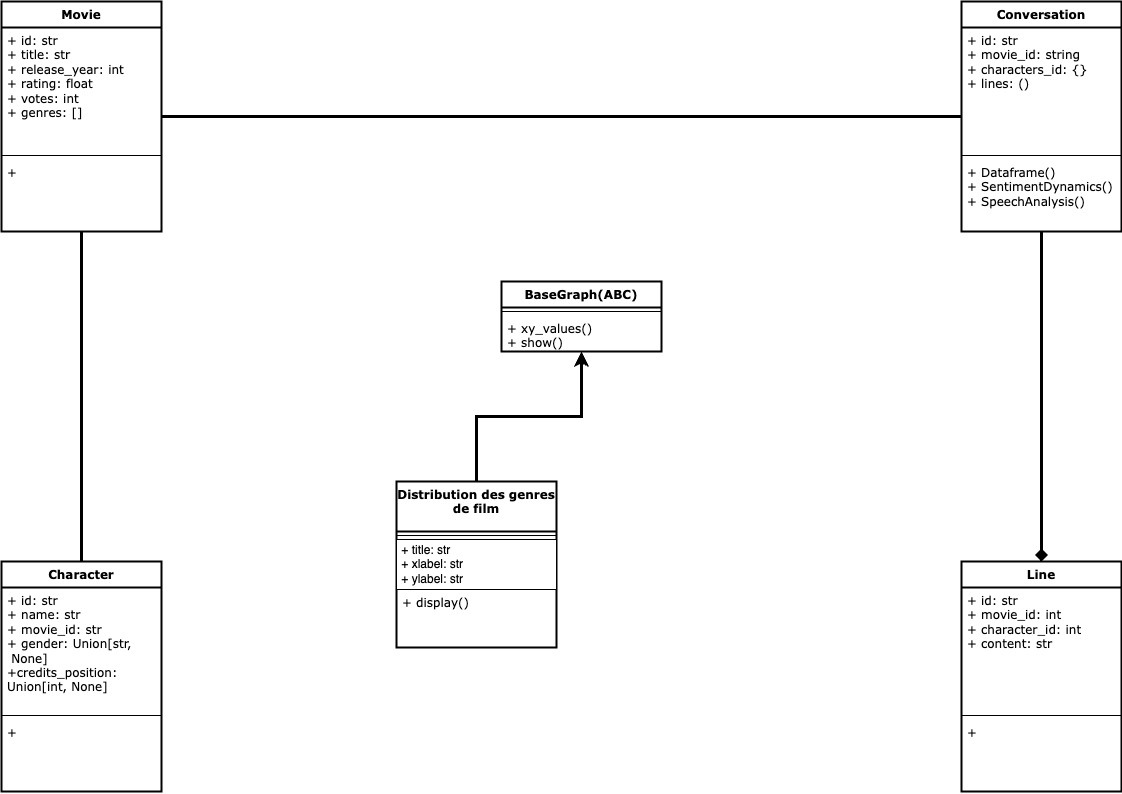 Movie
+ id: str
+ title: str
+ release_year: int
+ rating: float
+ votes: int
+ genres: []
+
Conversation
+ id: str
+ movie_id: string
+ characters_id: {}
+ lines: ()
+ Dataframe()
+ SentimentDynamics()
+ SpeechAnalysis()
BaseGraph(ABC)
+ xy_values()
+ show()
Distribution des genres
de film
+ title: str
+ xlabel: str
+ ylabel: str
+ display()
Character
+ id: str
+ name: str
+ movie_id: str
+ gender: Union[str,
None]
+credits_position:
Union[int, None]
+
Line
+ id: str
+ movie_id: int
+ character_id: int
+ content: str
+